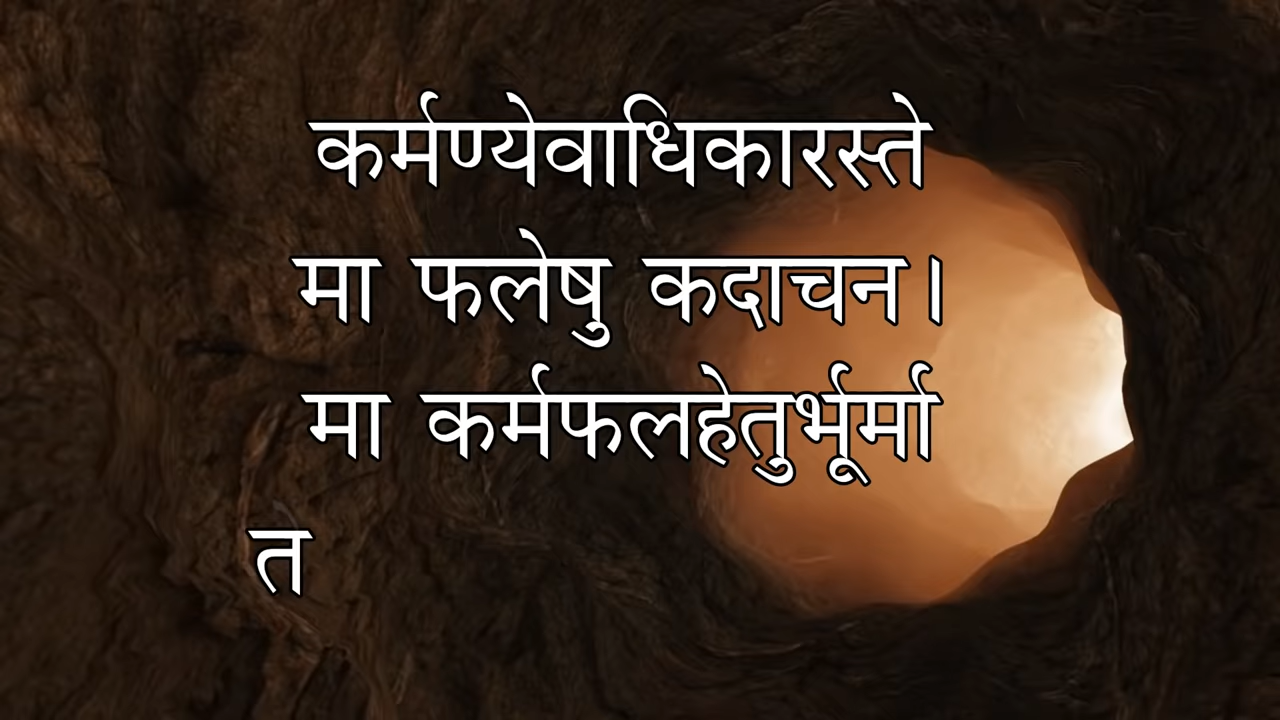 कर्मण्येवाधिकारस्ते
मा फलेषु कदाचन।
मा कर्मफलहेतुर्भूर्मा
त